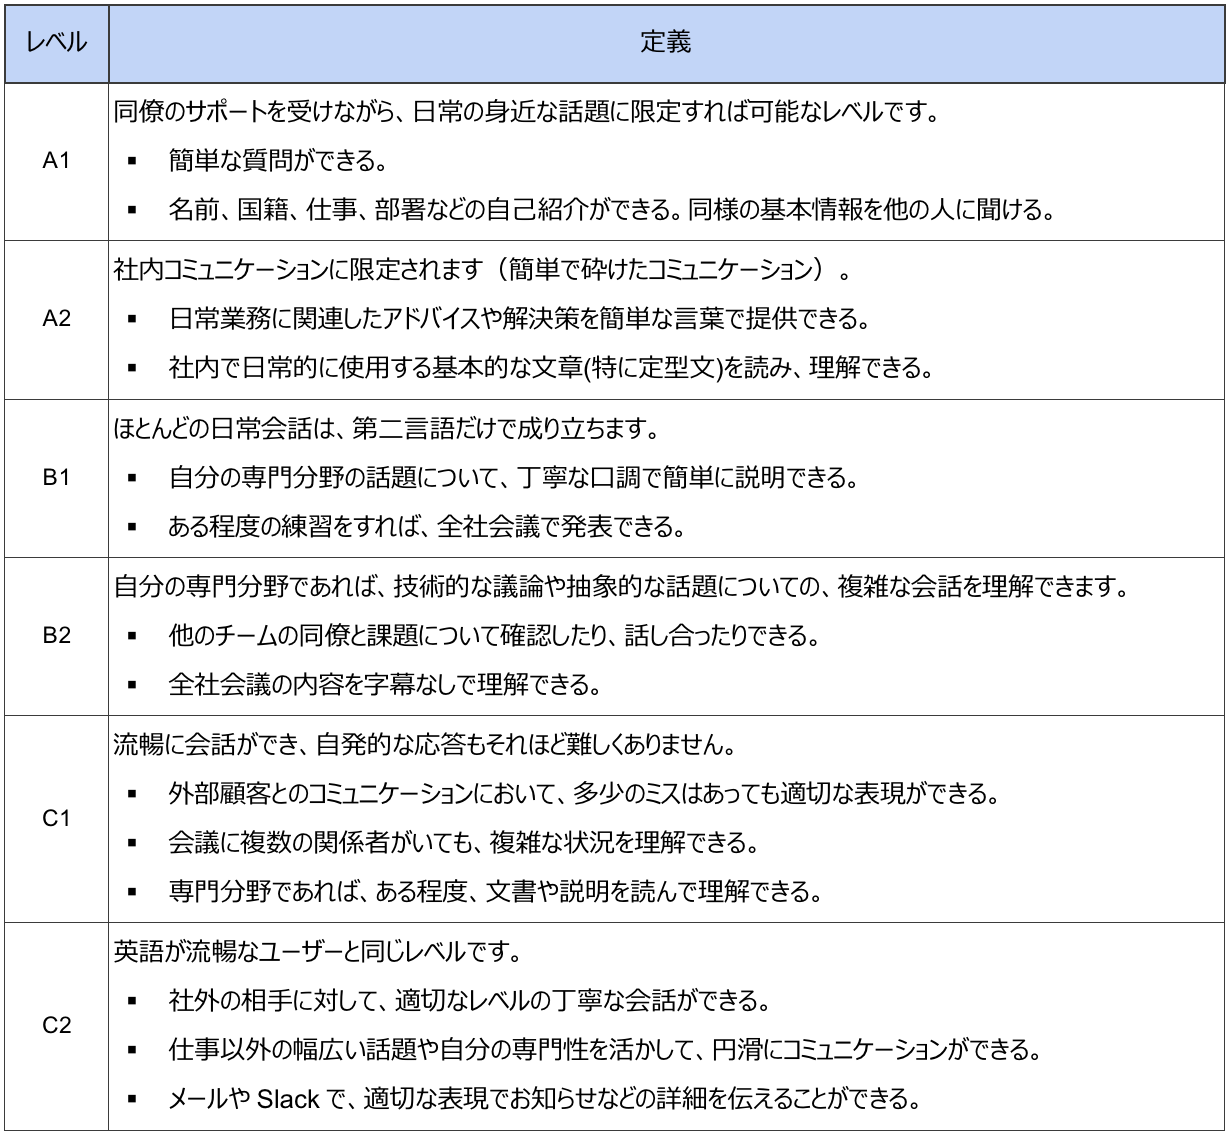 レベル
定義
A1
同僚のサポートを受けながら、日常の身近な話題に限定すれば可能なレベルです。
▪ 簡単な質問ができる。
▪ 名前、国籍、仕事、部署などの自己紹介ができる。同様の基本情報を他の人に聞ける。
A2
社内コミュニケーションに限定されます（簡単で砕けたコミュニケーション）。
▪ 日常業務に関連したアドバイスや解決策を簡単な言葉で提供できる。
▪ 社内で日常的に使用する基本的な文章(特に定型文)を読み、理解できる。
B1
ほとんどの日常会話は、第二言語だけで成り立ちます。
▪ 自分の専門分野の話題について、丁寧な口調で簡単に説明できる。
▪ ある程度の練習をすれば、全社会議で発表できる。
B2
自分の専門分野であれば、技術的な議論や抽象的な話題についての、複雑な会話を理解できます。
▪ 他のチームの同僚と課題について確認したり、話し合ったりできる。
▪ 全社会議の内容を字幕なしで理解できる。
C1
流暢に会話ができ、自発的な応答もそれほど難しくありません。
▪ 外部顧客とのコミュニケーションにおいて、多少のミスはあっても適切な表現ができる。
▪ 会議に複数の関係者がいても、複雑な状況を理解できる。
▪ 専門分野であれば、ある程度、文書や説明を読んで理解できる。
C2
英語が流暢なユーザーと同じレベルです。
▪ 社外の相手に対して、適切なレベルの丁寧な会話ができる。
▪ 仕事以外の幅広い話題や自分の専門性を活かして、円滑にコミュニケーションができる。
▪ メールや Slack で、適切な表現でお知らせなどの詳細を伝えることができる。